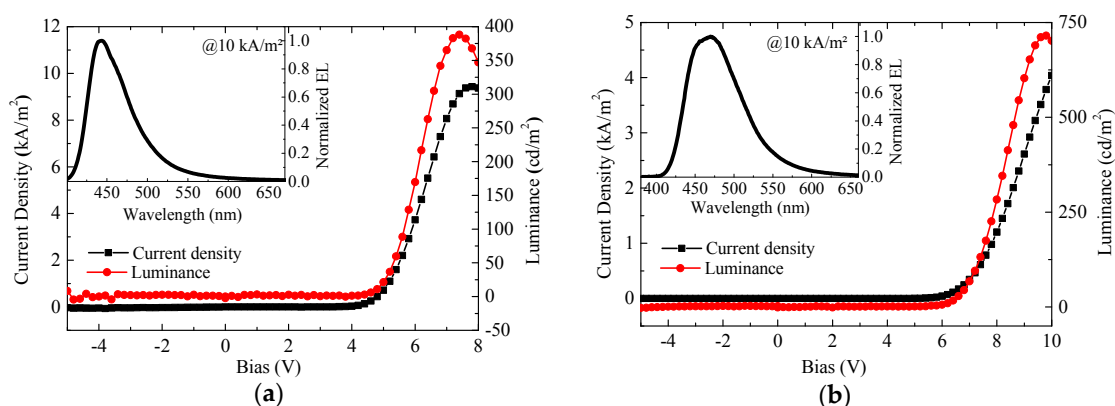 12
10
8
6
4
2
0
Current Density (kA/m²)
-4 -2 0 2 4 6 8
Bias (V)
400
350
300
250
200
150
100
50
0
-50
Luminance (cd/m²)
@10 kA/m²
1.0
0.8
0.6
0.4
0.2
0.0
Normalized EL
450 500 550 600 650
Wavelength (nm)
Current density
Luminance
(a)
5
4
3
2
1
0
Current Density (kA/m²)
-4 -2 0 2 4 6 8 10
Bias (V)
750
500
250
0
Luminance (cd/m²)
@10 kA/m²
1.0
0.8
0.6
0.4
0.2
0.0
Normalized EL
400 450 500 550 600 650
Wavelength (nm)
Current density
Luminance
(b)